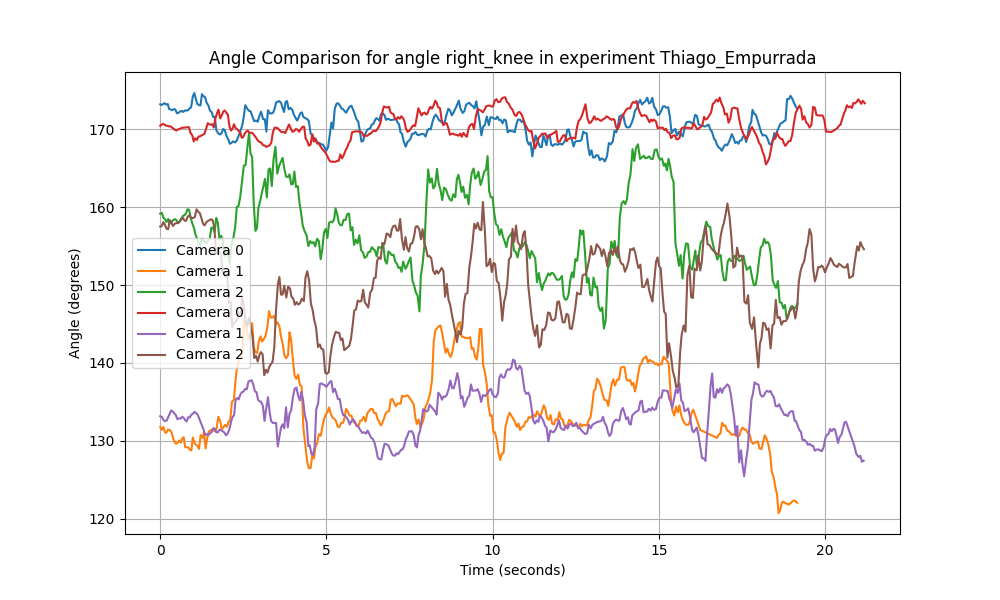 Angle Comparison for angle right_knee in experiment Thiago_Empurrada
170
160
150
140
130
120
Angle (degrees)
Camera 0
Camera 1
Camera 2
Camera 0
Camera 1
Camera 2
0 5 10 15 20
Time (seconds)